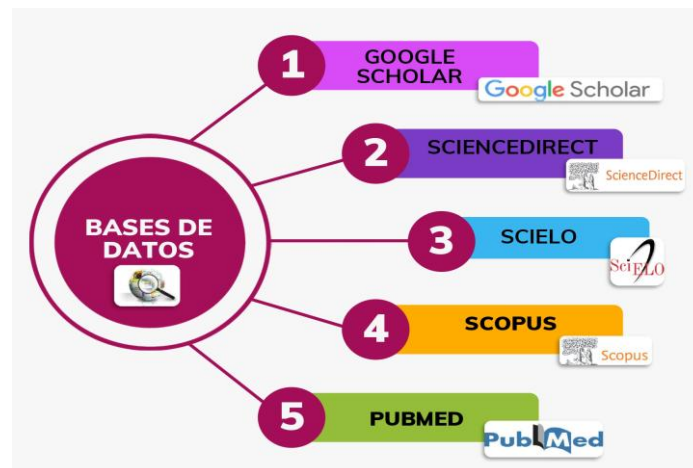 BASES DE
DATOS
1
GOOGLE
SCHOLAR
Google Scholar
2
SCIENCEDIRECT
ScienceDirect
3
SCIELO
SciELO
4
SCOPUS
Scopus
5
PUBMED
PubMed